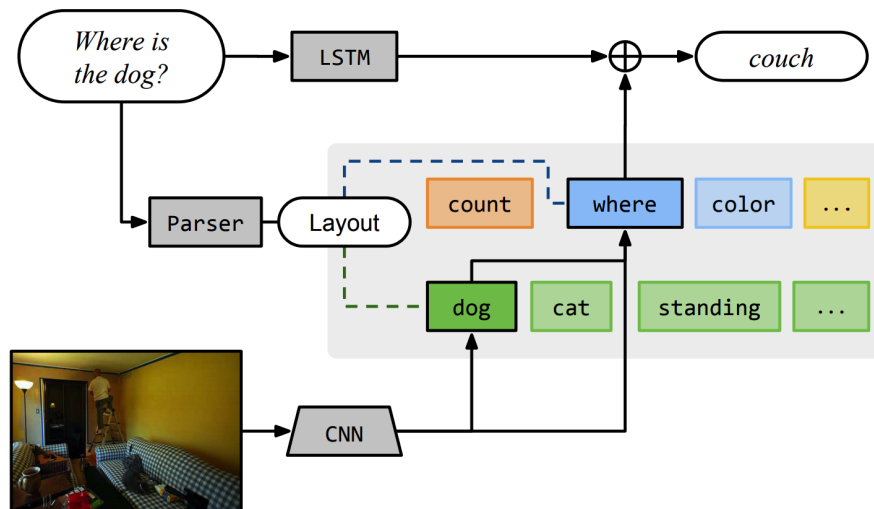 Where is
the dog?
LSTM
couch
count
where
color
...
Parser
Layout
dog
cat
standing
...
CNN